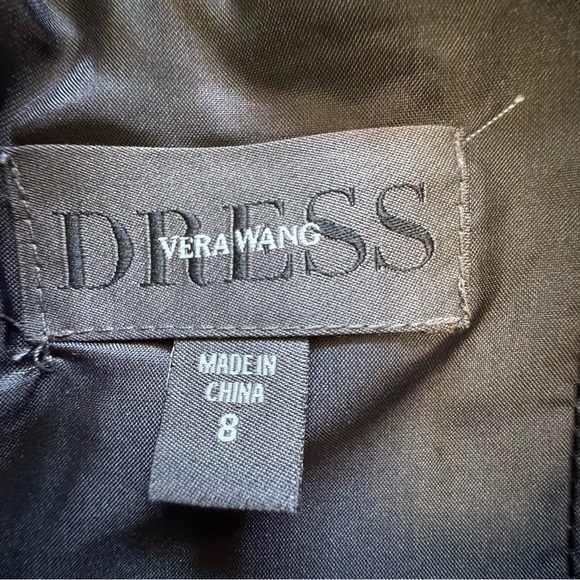 DRESS
VERA WANG
MADE IN
CHINA
8